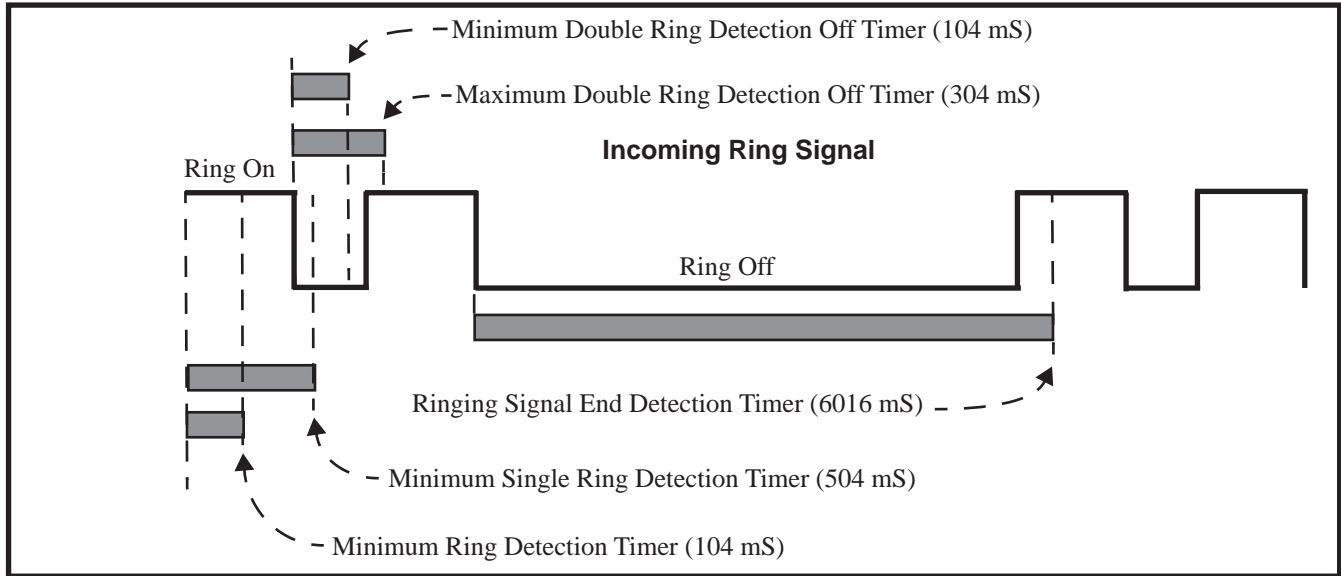 Minimum Double Ring Detection Off Timer (104 mS)
Maximum Double Ring Detection Off Timer (304 mS)
Incoming Ring Signal
Ring On
Ring Off
Ringing Signal End Detection Timer (6016 mS)
Minimum Single Ring Detection Timer (504 mS)
Minimum Ring Detection Timer (104 mS)